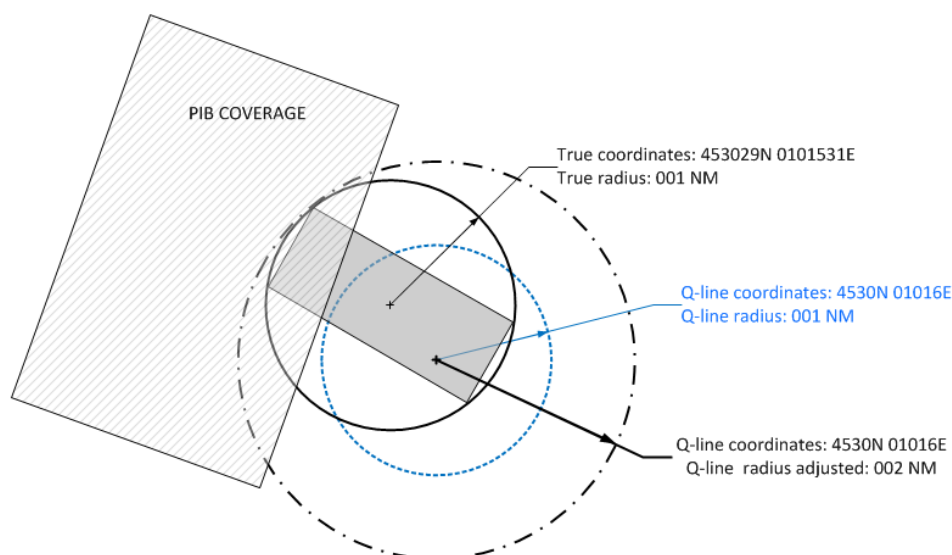 PIB COVERAGE
True coordinates: 453029N 0101531E
True radius: 001 NM
Q-line coordinates: 4530N 01016E
Q-line radius: 001 NM
Q-line coordinates: 4530N 01016E
Q-line radius adjusted: 002 NM